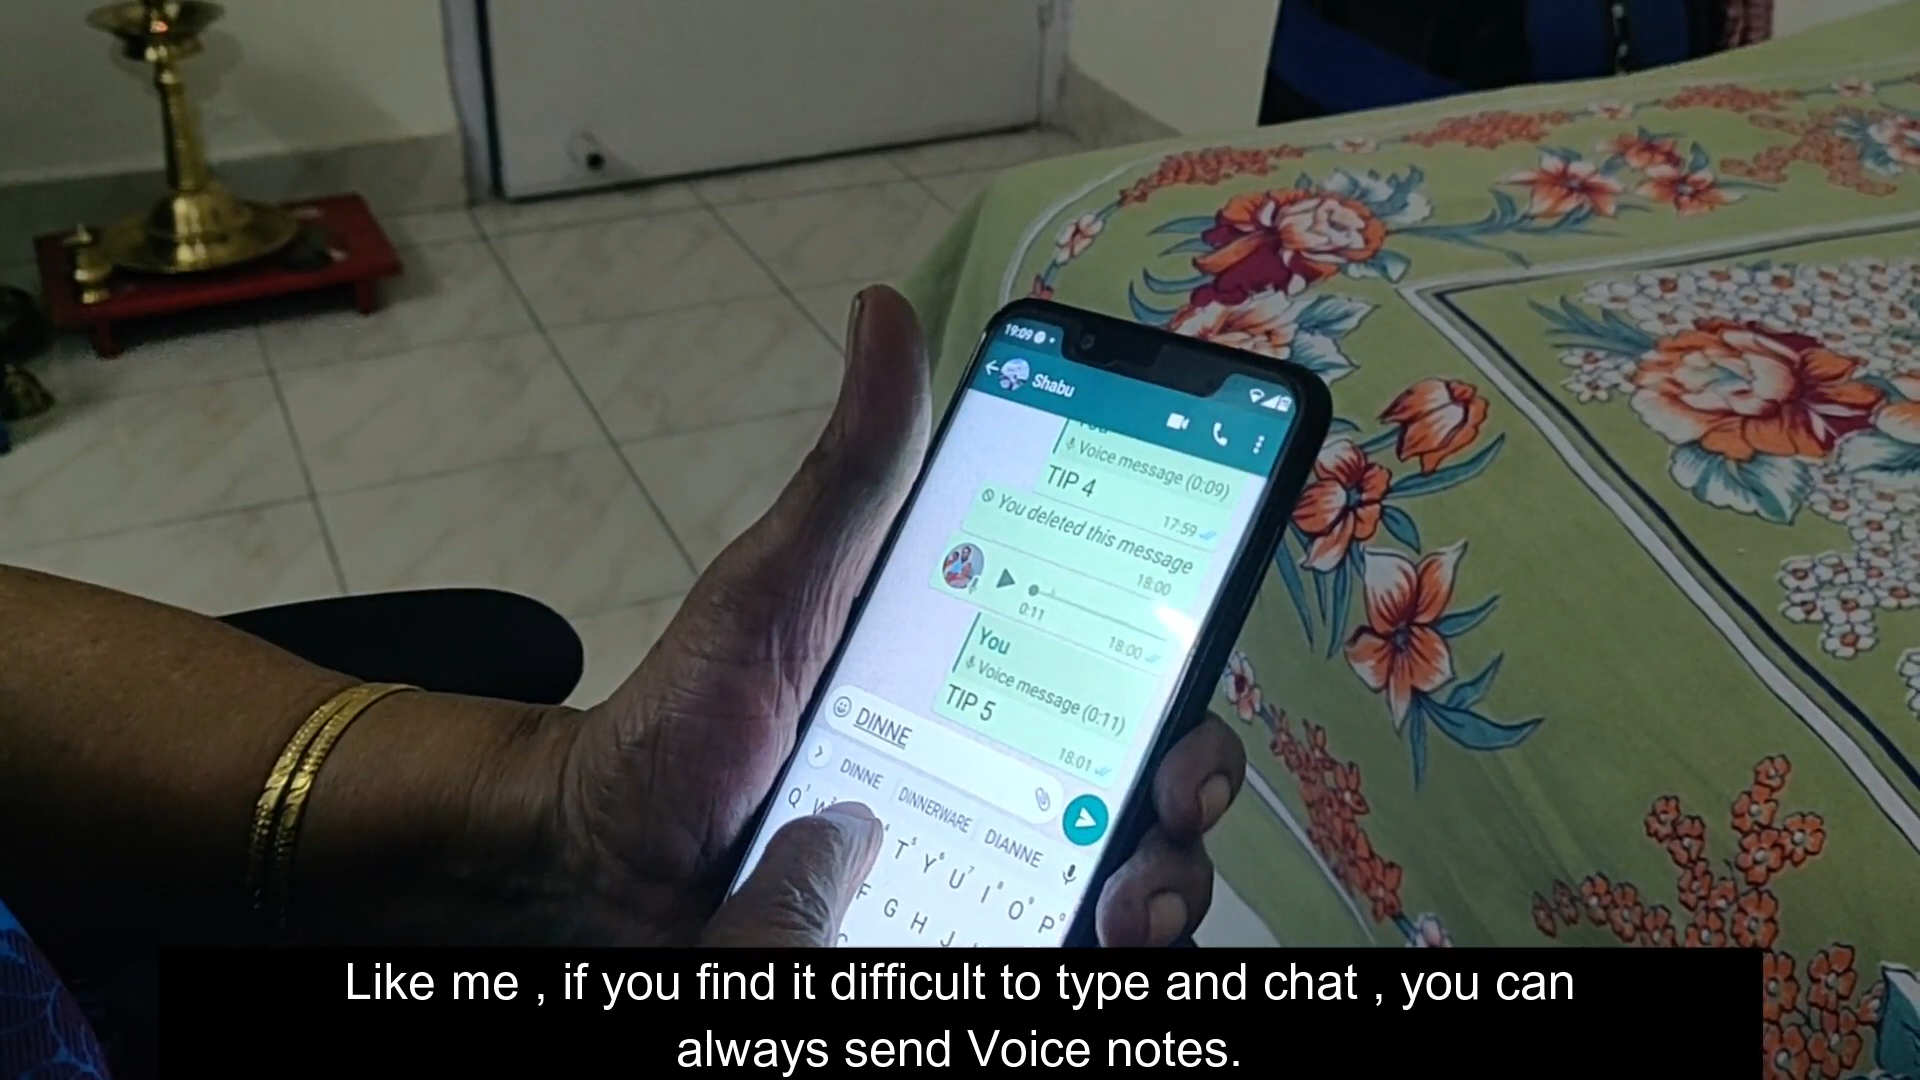 19:09
Shabu
Voice message (0:09)
TIP 4
17:59
You deleted this message
18:00
0:11
18:00
You
Voice message (0:11)
TIP 5
18:01
DINNE
DINNE DINNERWARE DIANNE
Q W T Y U I O P
F G H J
Like me , if you find it difficult to type and chat , you can
always send Voice notes.